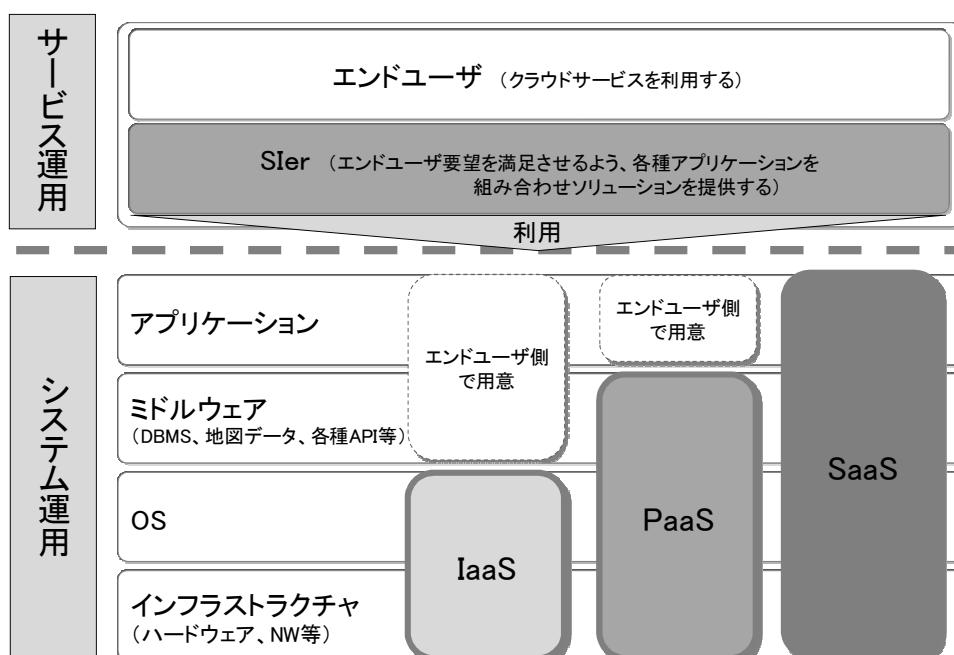 サービス運用
エンドユーザ （クラウドサービスを利用する）
SIer （エンドユーザ要望を満足させるよう、各種アプリケーションを
組み合わせソリューションを提供する）
利用
システム運用
アプリケーション
ミドルウェア
（DBMS、地図データ、各種API等）
OS
インフラストラクチャ
（ハードウェア、NW等）
エンドユーザ側
で用意
IaaS
エンドユーザ側
で用意
PaaS
SaaS